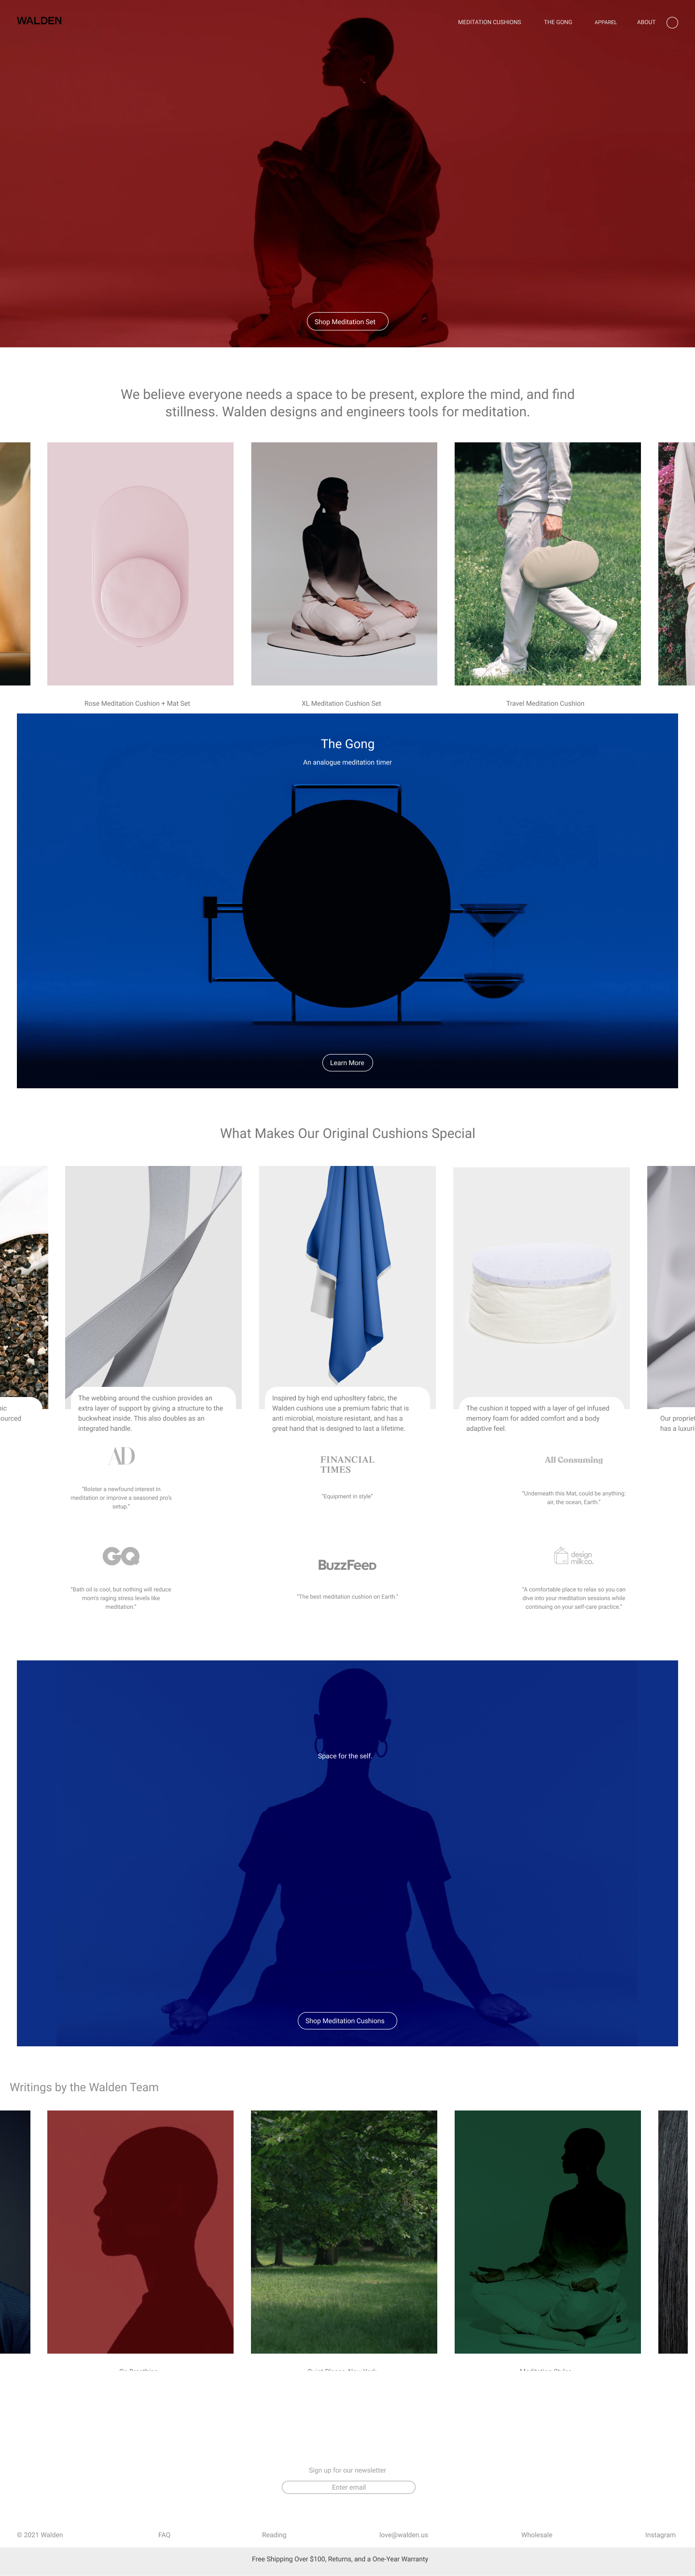 WALDEN
MEDITATION CUSHIONS
THE GONG
APPAREL
ABOUT
Shop Meditation Set
We believe everyone needs a space to be present, explore the mind, and find
stillness. Walden designs and engineers tools for meditation.
Rose Meditation Cushion + Mat Set
XL Meditation Cushion Set
Travel Meditation Cushion
The Gong
An analogue meditation timer
Learn More
What Makes Our Original Cushions Special
nic
ourced
The webbing around the cushion provides an
extra layer of support by giving a structure to the
buckwheat inside. This also doubles as an
integrated handle.
Inspired by high end uphosltery fabric, the
Walden cushions use a premium fabric that is
anti microbial, moisture resistant, and has a
great hand that is designed to last a lifetime.
The cushion it topped with a layer of gel infused
memory foam for added comfort and a body
adaptive feel.
Our propriet
has a luxuri
AD
"Bolster a newfound interest in
meditation or improve a seasoned pro's
setup."
FINANCIAL
TIMES
"Equipment in style"
All Consuming
"Underneath this Mat, could be anything:
air, the ocean, Earth."
GQ
"Bath oil is cool, but nothing will reduce
mom's raging stress levels like
meditation."
BuzzFeed
"The best meditation cushion on Earth."
design
milk co.
"A comfortable place to relax so you can
dive into your meditation sessions while
continuing on your self-care practice."
Space for the self.
Shop Meditation Cushions
Writings by the Walden Team
Sign up for our newsletter
Enter email
© 2021 Walden
FAQ
Reading
love@walden.us
Wholesale
Instagram
Free Shipping Over $100, Returns, and a One-Year Warranty